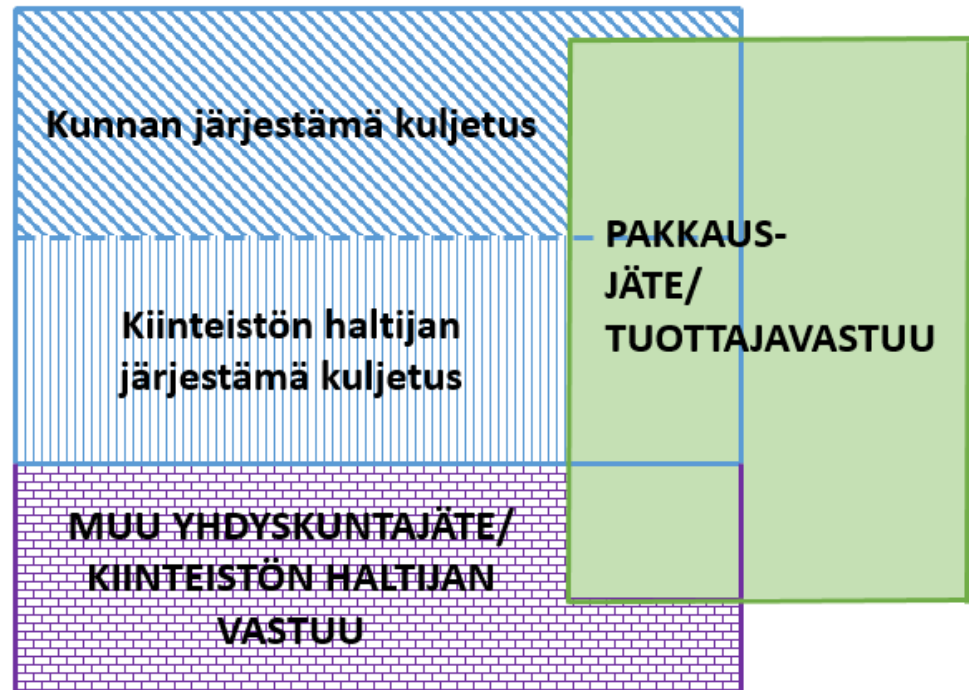 Kunnan järjestämä kuljetus
PAKKAUS-
JÄTE/
TUOTTAJAVASTUU
Kiinteistön haltijan
järjestämä kuljetus
MUU YHDYSKUNTAJÄTE/
KIINTEISTÖN HALTIJAN
VASTUU